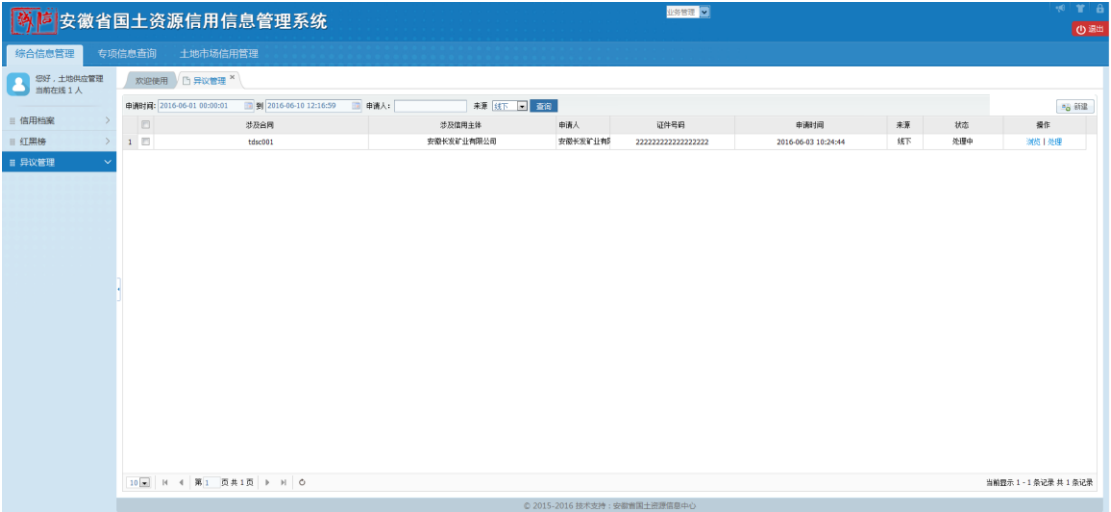 诚信 安徽省国土资源信用信息管理系统
业务管理
退出
综合信息管理 专项信息查询 土地市场信用管理
您好，土地供应管理
当前在线 1 人
欢迎使用 异议管理 ×
申请时间: 2016-06-01 00:00:01 到 2016-06-10 12:16:59 申请人: 来源 线下 查询 新建
信用档案
红黑榜
异议管理
涉及合同 涉及信用主体 申请人 证件号码 申请时间 来源 状态 操作
1 tdsc001 安徽长发矿业有限公司 安徽长发矿业有限 222222222222222222 2016-06-03 10:24:44 线下 处理中 浏览 | 处理
10 第 1 页 共 1 页 当前显示 1 - 1 条记录 共 1 条记录
© 2015-2016 技术支持：安徽省国土资源信息中心